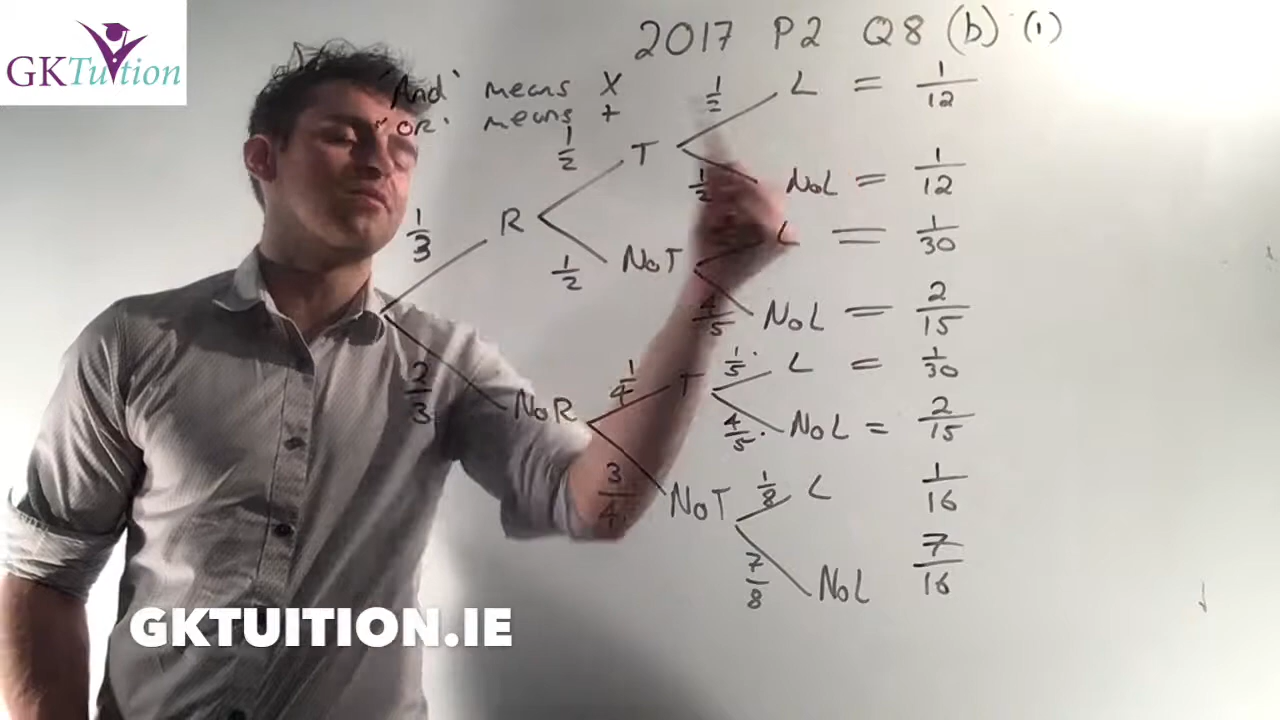 GKTuition
2017 P2 Q8 (b) (i)
'And' means X
"OR" means +
1/2 L = 1/12
1/2 T
1/2 NoL = 1/12
1/3 R
L = 1/30
1/2 NoT
4/5 NoL = 2/15
1/5 L = 1/30
2/3 NoR 1/4 T
4/5 NoL = 2/15
3/4 NoT 1/8 L 1/16
7/8 NoL 7/16
GKTUITION.IE